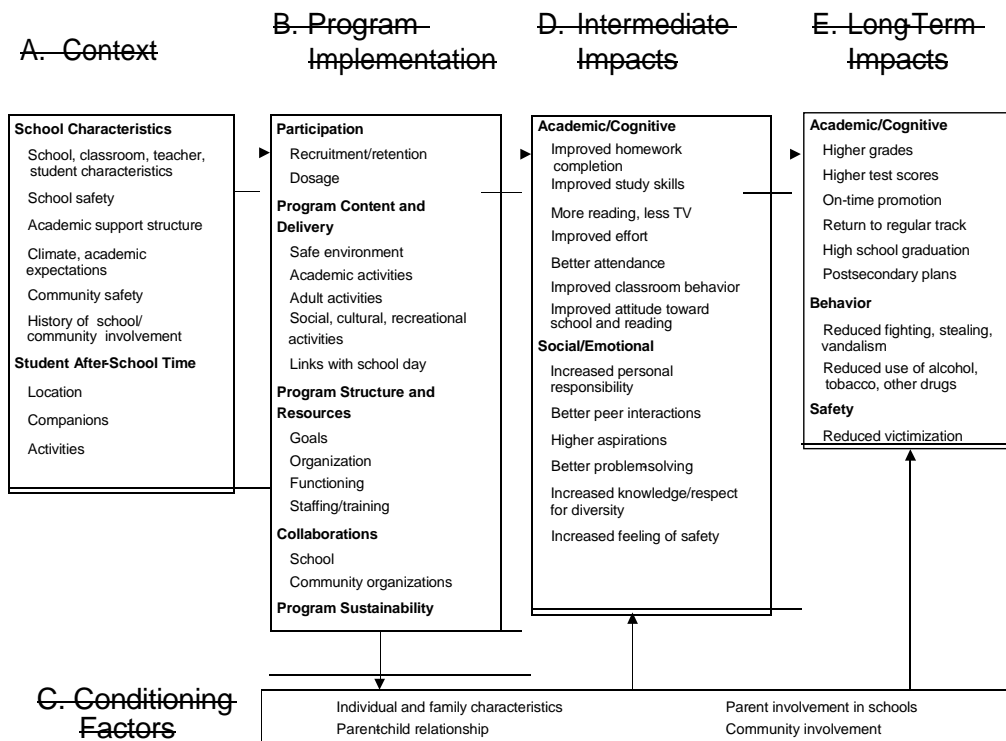 A. Context
School Characteristics
School, classroom, teacher,
student characteristics
School safety
Academic support structure
Climate, academic
expectations
Community safety
History of school/
community involvement
Student After-School Time
Location
Companions
Activities
B. Program
Implementation
Participation
Recruitment/retention
Dosage
Program Content and
Delivery
Safe environment
Academic activities
Adult activities
Social, cultural, recreational
activities
Links with school day
Program Structure and
Resources
Goals
Organization
Functioning
Staffing/training
Collaborations
School
Community organizations
Program Sustainability
D. Intermediate
Impacts
Academic/Cognitive
Improved homework
completion
Improved study skills
More reading, less TV
Improved effort
Better attendance
Improved classroom behavior
Improved attitude toward
school and reading
Social/Emotional
Increased personal
responsibility
Better peer interactions
Higher aspirations
Better problemsolving
Increased knowledge/respect
for diversity
Increased feeling of safety
E. LongTerm
Impacts
Academic/Cognitive
Higher grades
Higher test scores
On-time promotion
Return to regular track
High school graduation
Postsecondary plans
Behavior
Reduced fighting, stealing,
vandalism
Reduced use of alcohol,
tobacco, other drugs
Safety
Reduced victimization
C. Conditioning
Factors
Individual and family characteristics
Parentchild relationship
Parent involvement in schools
Community involvement